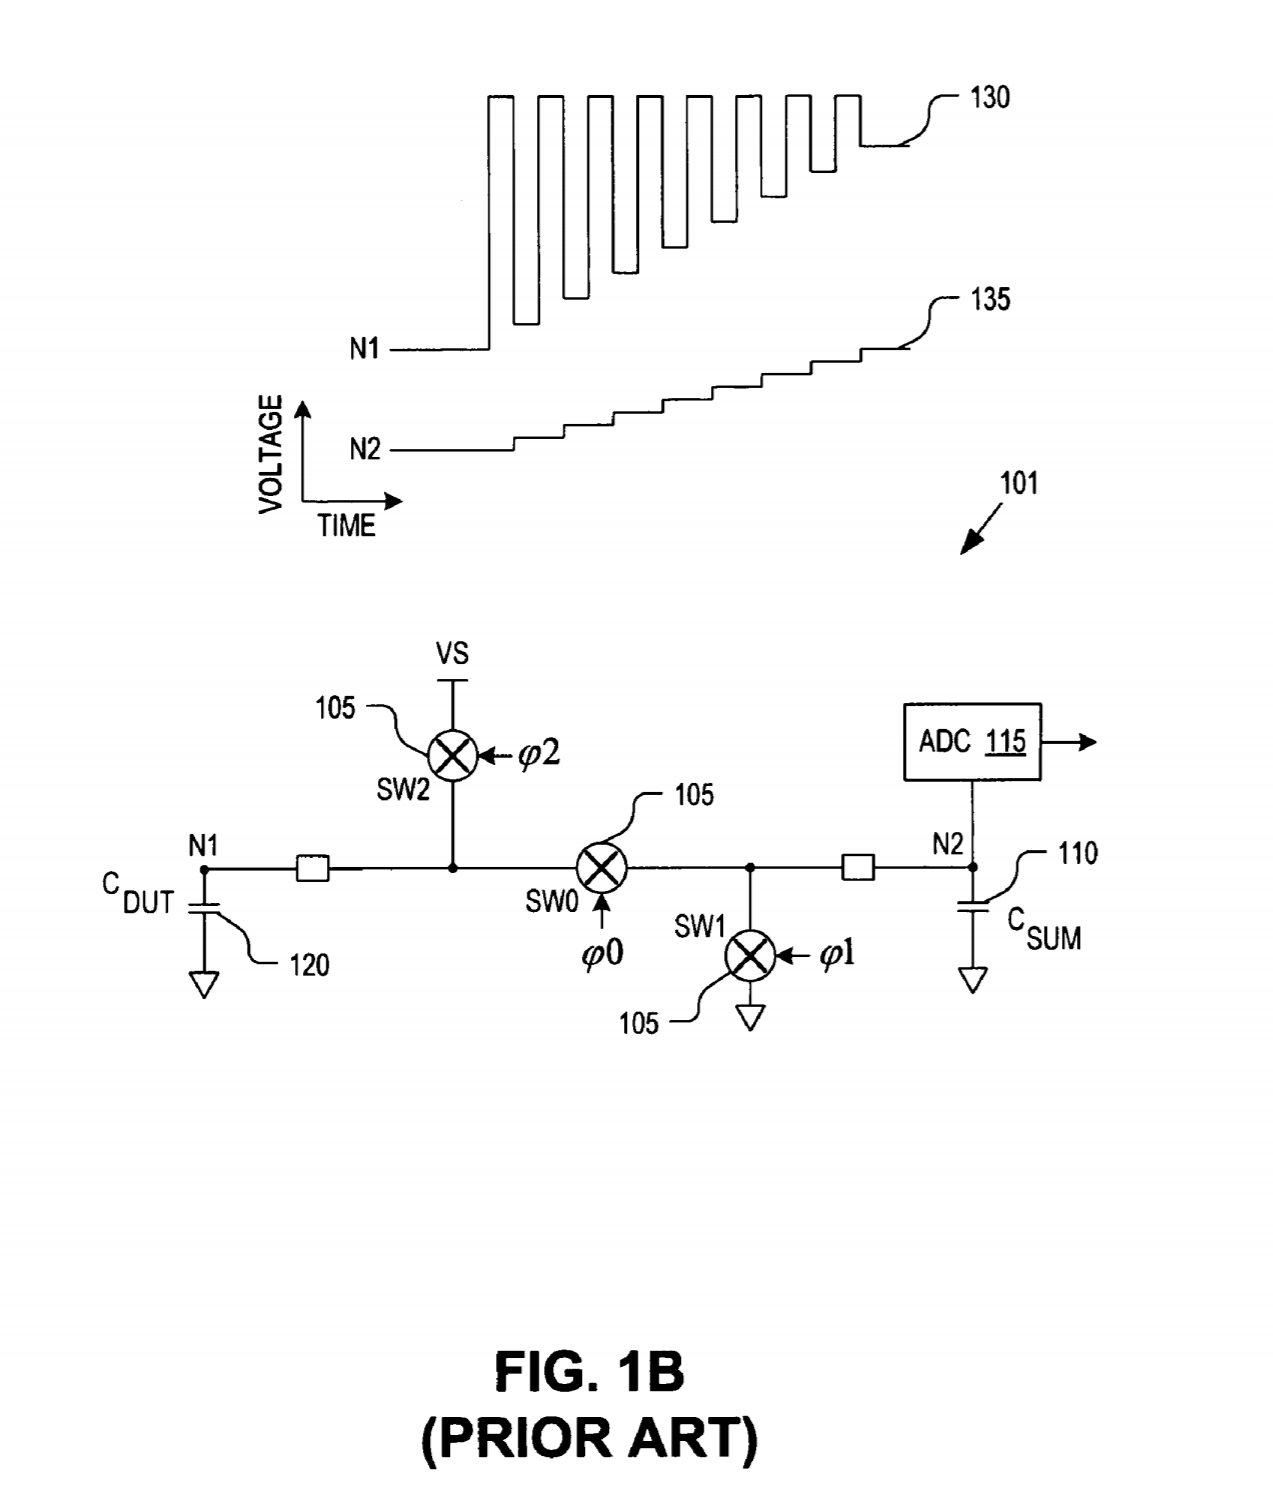 130
135
N1
N2
VOLTAGE
TIME
101
VS
105
φ2
SW2
ADC 115
105
N1
N2
110
C DUT
SW0
SW1
C SUM
φ0
φ1
120
105
FIG. 1B
(PRIOR ART)